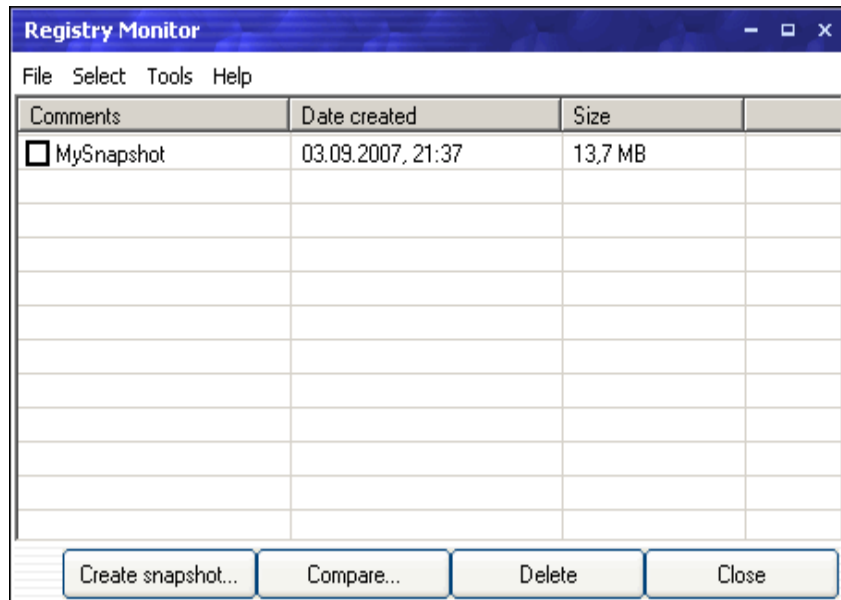 Registry Monitor
File Select Tools Help
Comments Date created Size
MySnapshot 03.09.2007, 21:37 13,7 MB
Create snapshot... Compare... Delete Close